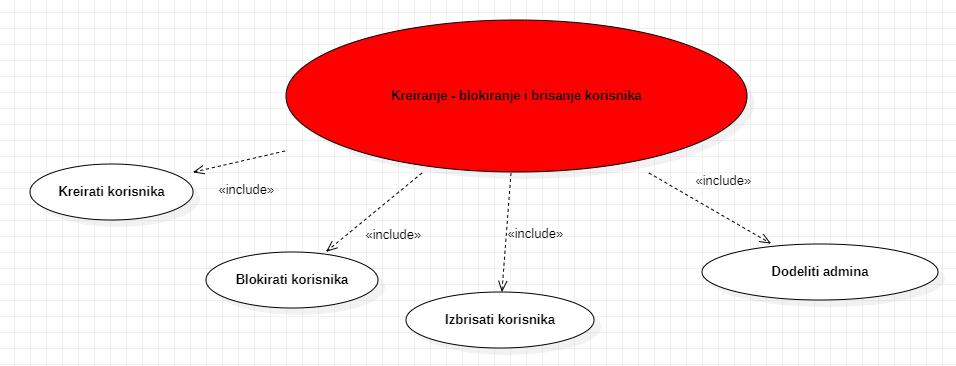 Kreiranje - blokiranje i brisanje korisnika
«include»
Kreirati korisnika
«include»
«include»
«include»
Blokirati korisnika
Dodeliti admina
Izbrisati korisnika